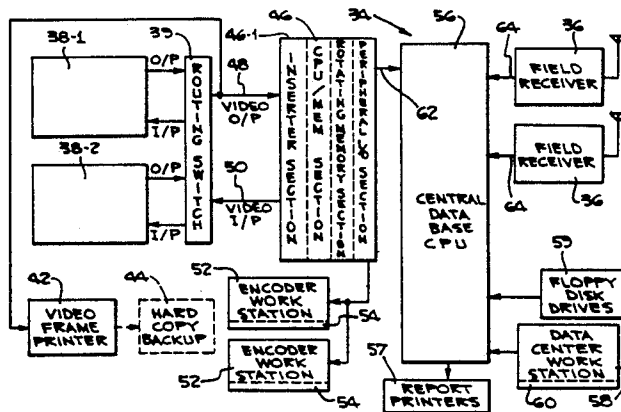 38-1
O/P
I/P
39
ROUTING SWITCH
38-2
O/P
I/P
48
VIDEO
O/P
50
VIDEO
I/P
46
46-1
INSERTER SECTION
CPU/MEM SECTION
ROTATING MEMORY SECTION
PERIPHERAL I/O SECTION
62
34
56
CENTRAL
DATA
BASE
CPU
64
36
FIELD
RECEIVER
64
FIELD
RECEIVER
36
42
VIDEO
FRAME
PRINTER
44
HARD
COPY
BACKUP
52
ENCODER
WORK
STATION
54
52
ENCODER
WORK
STATION
54
57
REPORT
PRINTERS
59
FLOPPY
DISK
DRIVES
DATA
CENTER
WORK
STATION
60
58